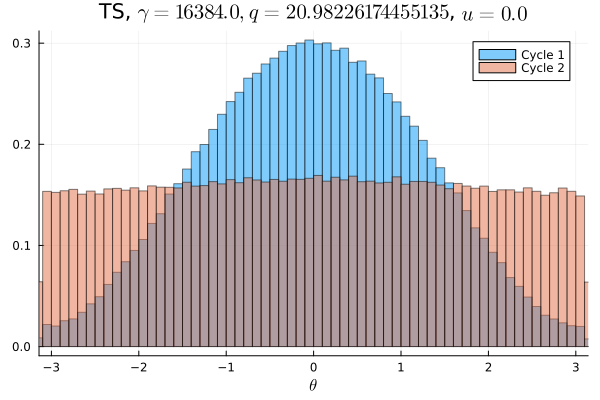 TS, γ = 16384.0, q = 20.98226174455135, u = 0.0
Cycle 1
Cycle 2
0.3
0.2
0.1
0.0
−3 −2 −1 0 1 2 3
θ